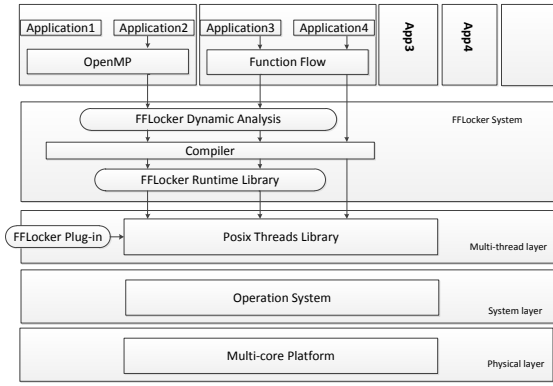 Application1
Application2
Application3
Application4
App3
App4
OpenMP
Function Flow
FFLocker Dynamic Analysis
FFLocker System
Compiler
FFLocker Runtime Library
FFLocker Plug-in
Posix Threads Library
Multi-thread layer
Operation System
System layer
Multi-core Platform
Physical layer